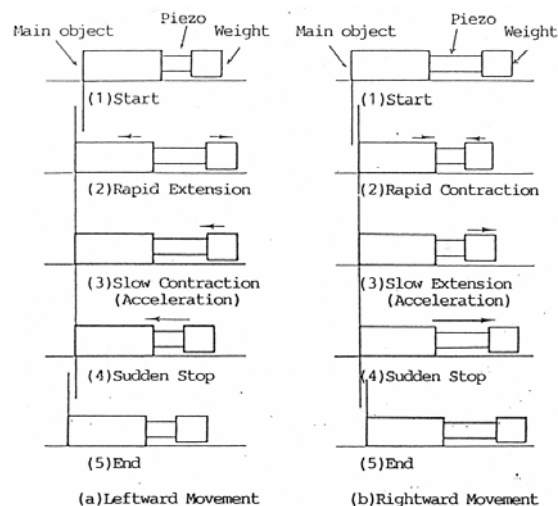 Main object
Piezo
Weight
(1)Start
(2)Rapid Extension
(3)Slow Contraction
(Acceleration)
(4)Sudden Stop
(5)End
(a)Leftward Movement
Main object
Piezo
Weight
(1)Start
(2)Rapid Contraction
(3)Slow Extension
(Acceleration)
(4)Sudden Stop
(5)End
(b)Rightward Movement